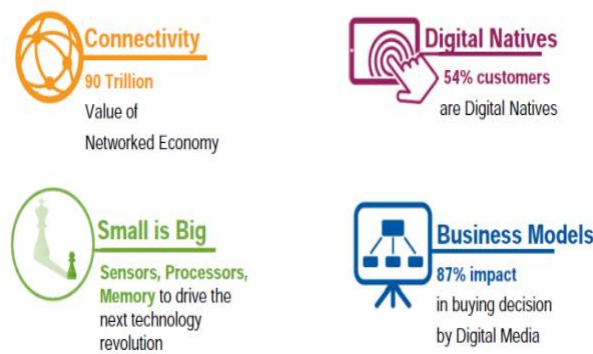 Connectivity
90 Trillion
Value of
Networked Economy
Digital Natives
54% customers
are Digital Natives
Small is Big
Sensors, Processors,
Memory to drive the
next technology
revolution
Business Models
87% impact
in buying decision
by Digital Media